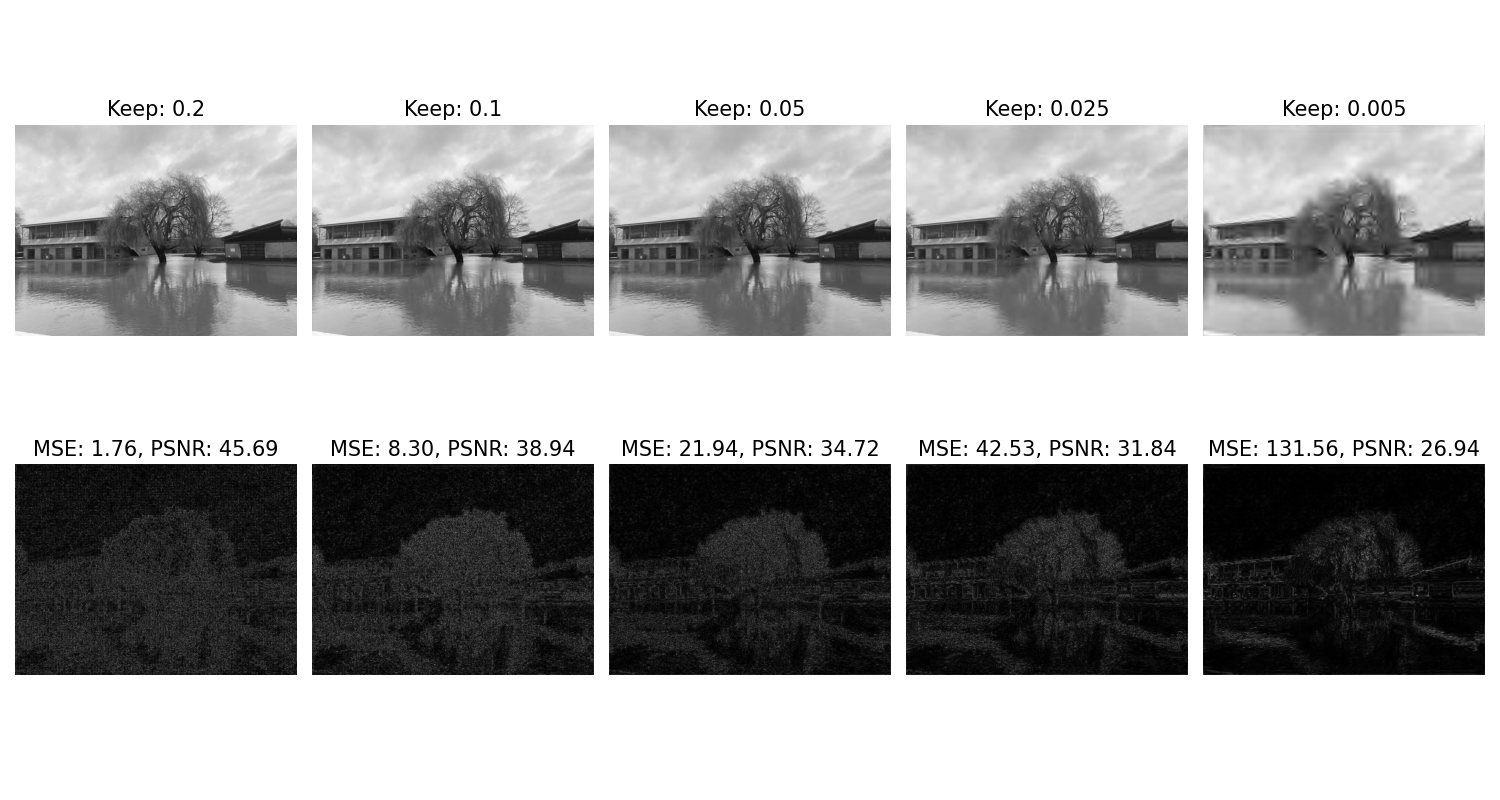 Keep: 0.2
Keep: 0.1
Keep: 0.05
Keep: 0.025
Keep: 0.005
MSE: 1.76, PSNR: 45.69
MSE: 8.30, PSNR: 38.94
MSE: 21.94, PSNR: 34.72
MSE: 42.53, PSNR: 31.84
MSE: 131.56, PSNR: 26.94